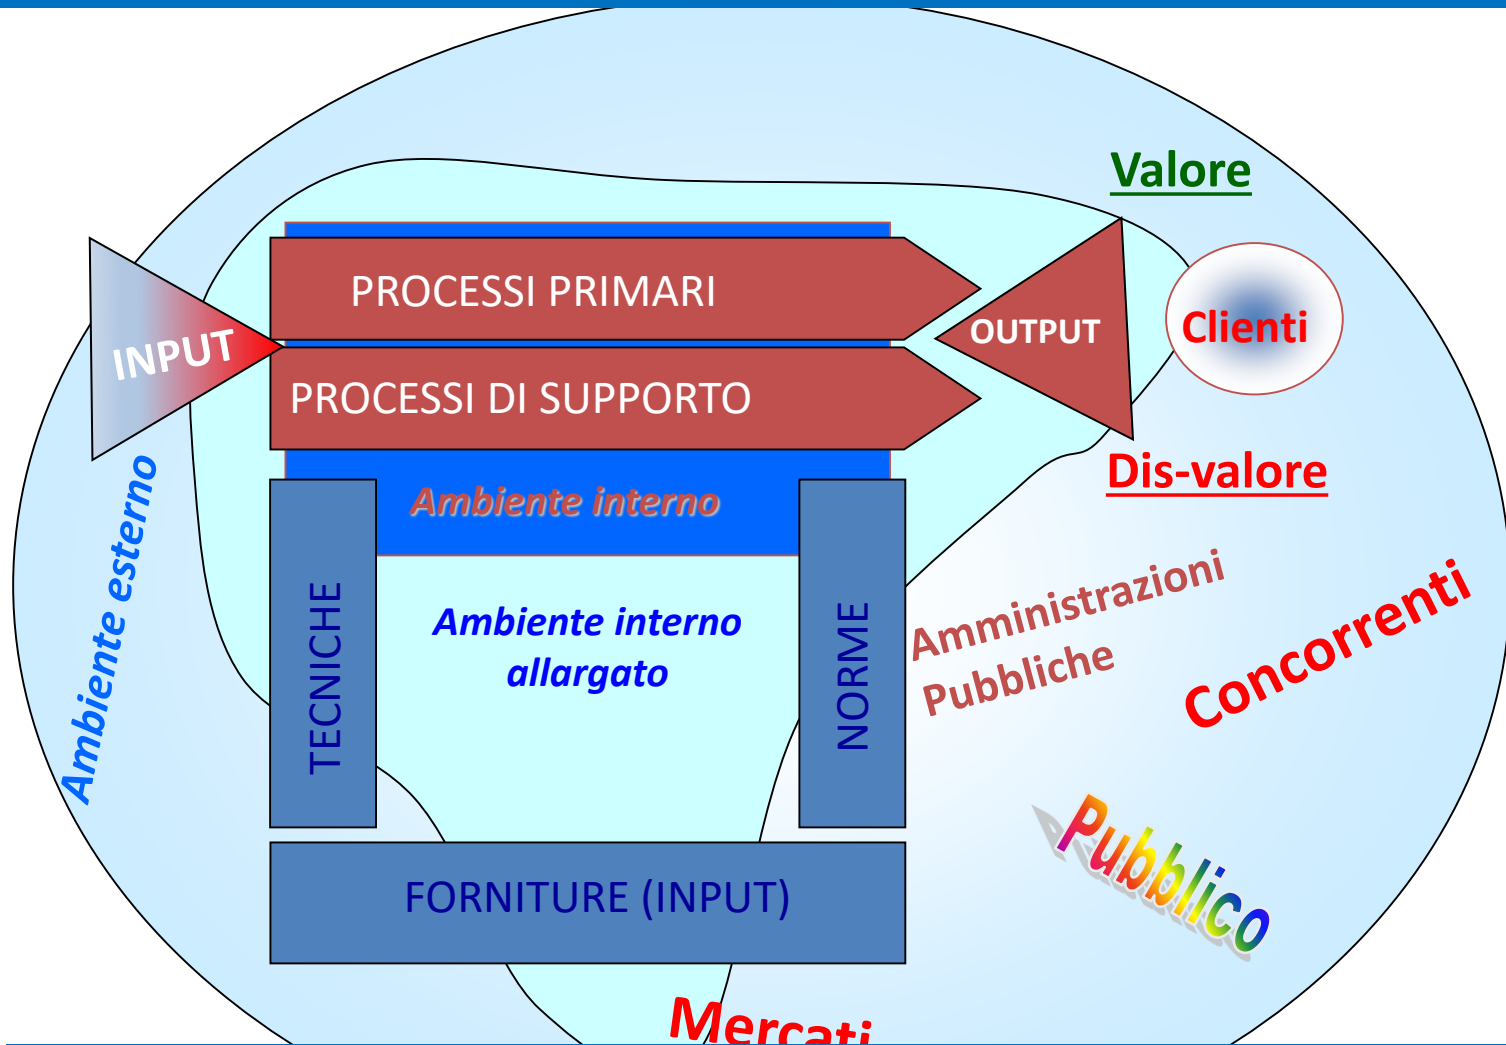 Valore
PROCESSI PRIMARI
INPUT
OUTPUT
Clienti
PROCESSI DI SUPPORTO
Dis-valore
Ambiente interno
Ambiente esterno
TECNICHE
Ambiente interno
allargato
NORME
Amministrazioni
Pubbliche
Concorrenti
Pubblico
FORNITURE (INPUT)
Mercati